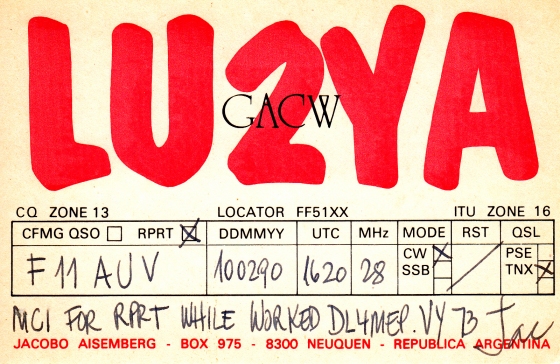 LU2YA
GACW
CQ ZONE 13 LOCATOR FF51XX ITU ZONE 16
CFMG QSO RPRT DDMMYY UTC MHz MODE RST QSL
F11AUV 100290 1620 28 CW SSB PSE TNX
MCI FOR RPRT WHILE WORKED DL4MEP. VY 73 Jac
JACOBO AISEMBERG - BOX 975 - 8300 NEUQUEN - REPUBLICA ARGENTINA